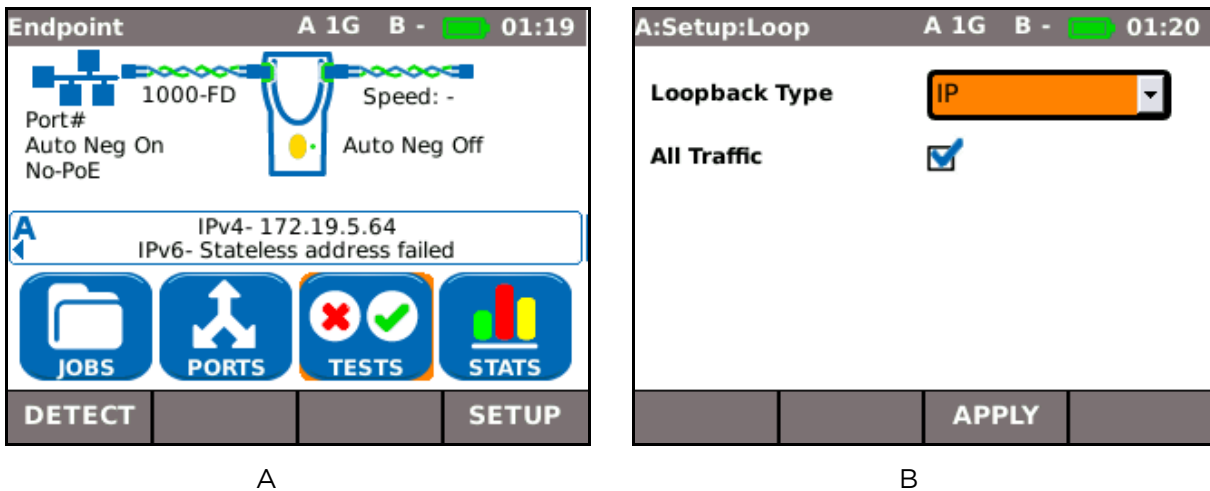 Endpoint A 1G B - 01:19
1000-FD Speed: -
Port#
Auto Neg On Auto Neg Off
No-PoE
A IPv4- 172.19.5.64
IPv6- Stateless address failed
JOBS PORTS TESTS STATS
DETECT SETUP
A
A:Setup:Loop A 1G B - 01:20
Loopback Type IP
All Traffic
APPLY
B